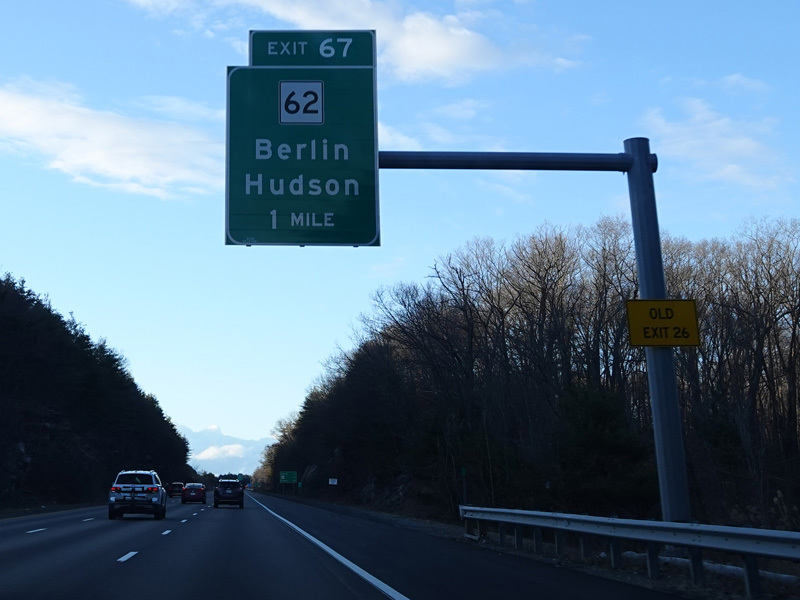 EXIT 67
62
Berlin
Hudson
1 MILE
OLD
EXIT 26